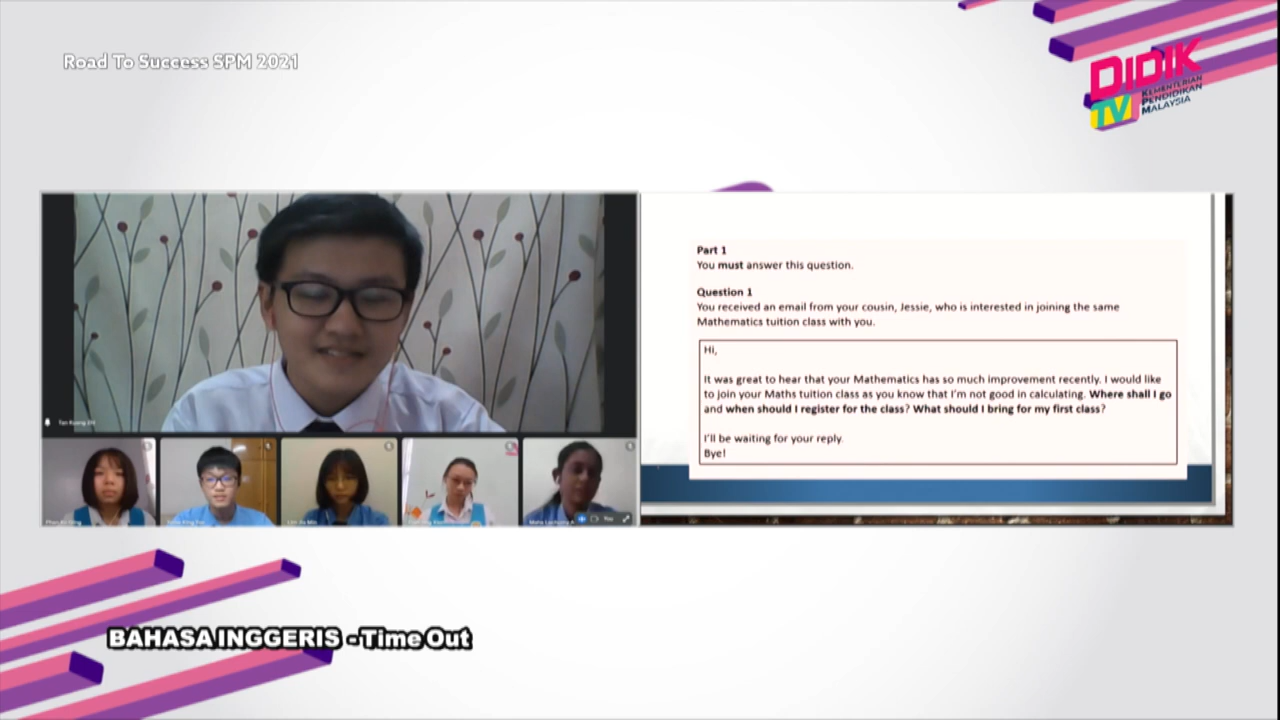 Road To Success SPM 2021
DIDIK
TV
KEMENTERIAN
PENDIDIKAN
MALAYSIA
Part 1
You must answer this question.
Question 1
You received an email from your cousin, Jessie, who is interested in joining the same
Mathematics tuition class with you.
Hi,
It was great to hear that your Mathematics has so much improvement recently. I would like
to join your Maths tuition class as you know that I'm not good in calculating. Where shall I go
and when should I register for the class? What should I bring for my first class?
I'll be waiting for your reply.
Bye!
You
BAHASA INGGERIS - Time Out